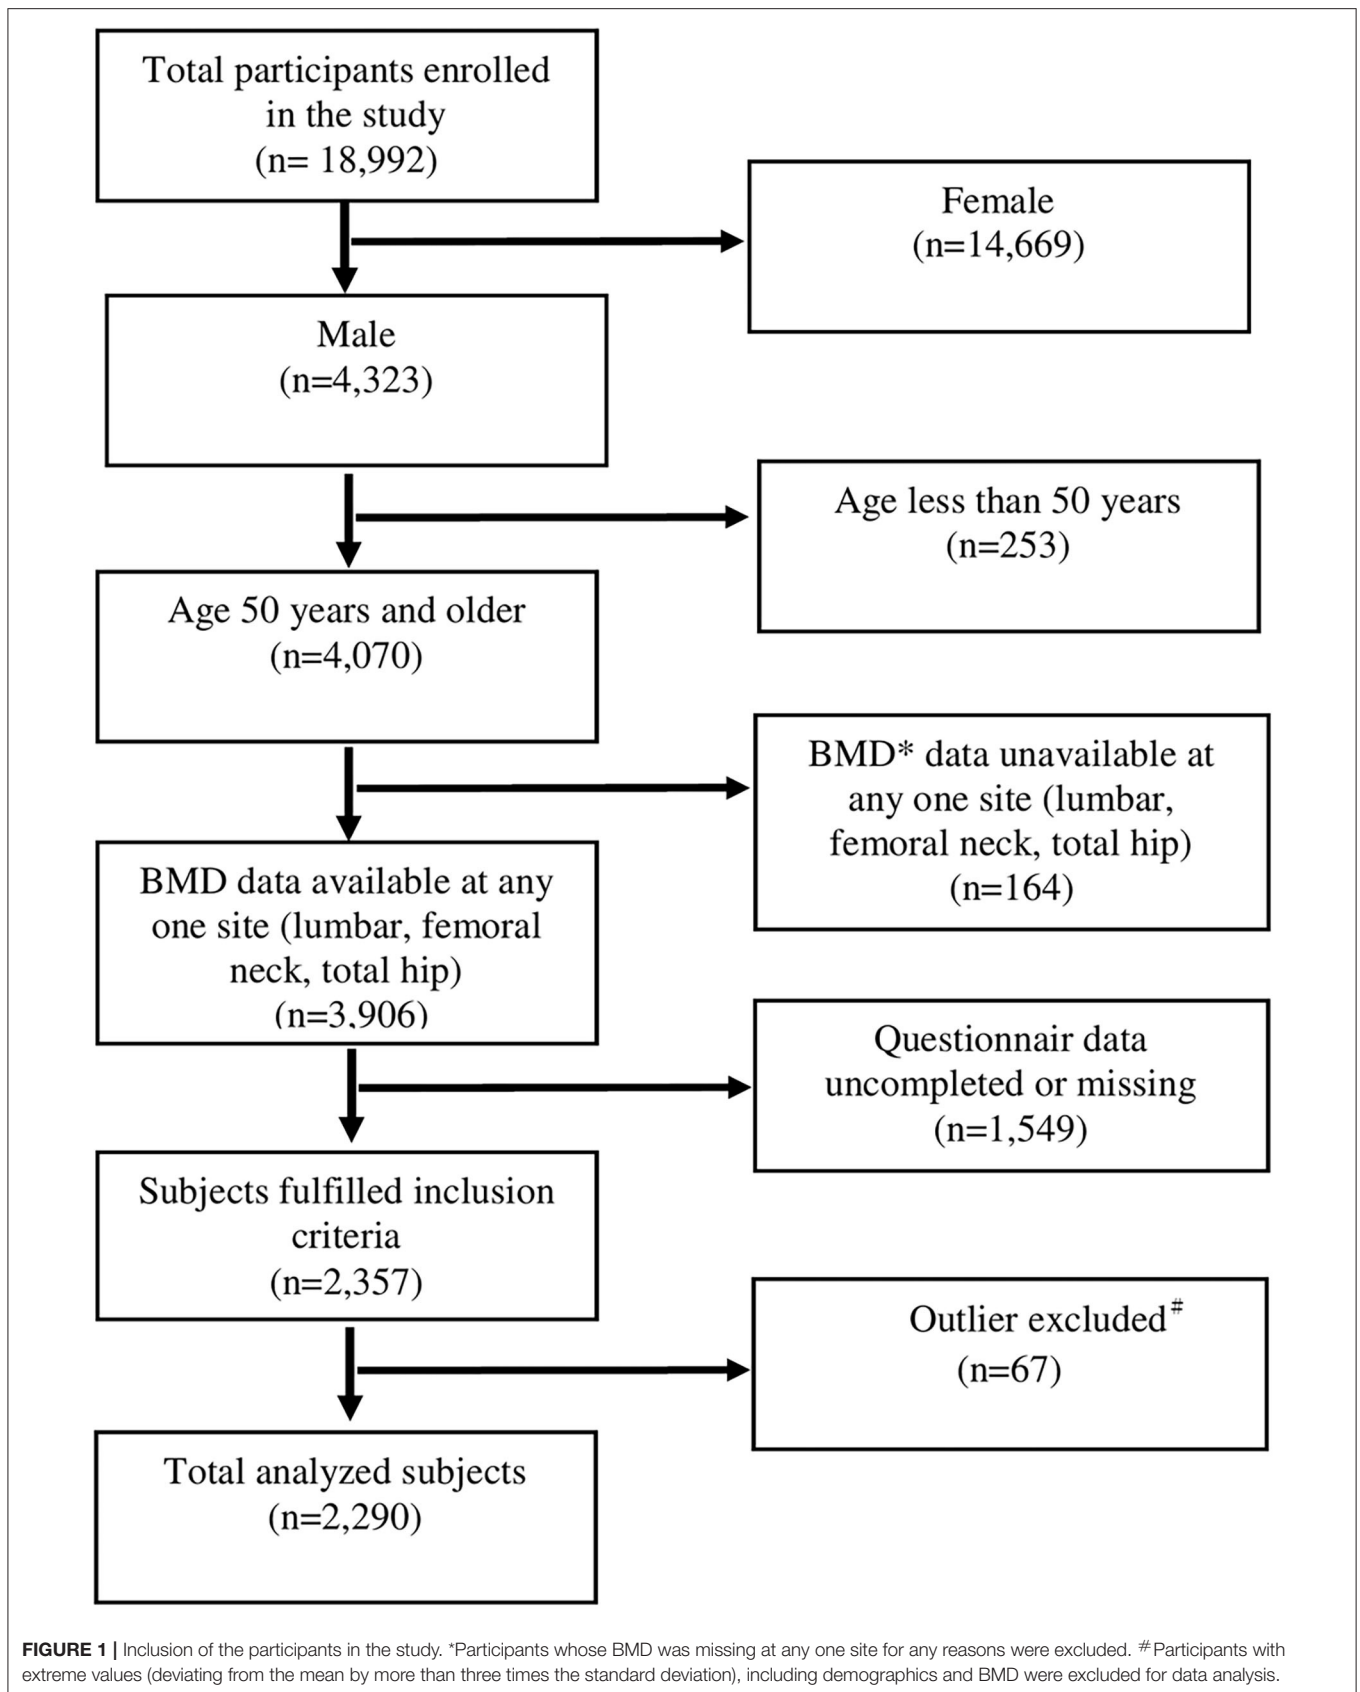 Total participants enrolled
in the study
(n= 18,992)
Female
(n=14,669)
Male
(n=4,323)
Age less than 50 years
(n=253)
Age 50 years and older
(n=4,070)
BMD* data unavailable at
any one site (lumbar,
femoral neck, total hip)
(n=164)
BMD data available at any
one site (lumbar, femoral
neck, total hip)
(n=3,906)
Questionnair data
uncompleted or missing
(n=1,549)
Subjects fulfilled inclusion
criteria
(n=2,357)
Outlier excluded#
(n=67)
Total analyzed subjects
(n=2,290)
FIGURE 1 | Inclusion of the participants in the study. *Participants whose BMD was missing at any one site for any reasons were excluded. #Participants with
extreme values (deviating from the mean by more than three times the standard deviation), including demographics and BMD were excluded for data analysis.